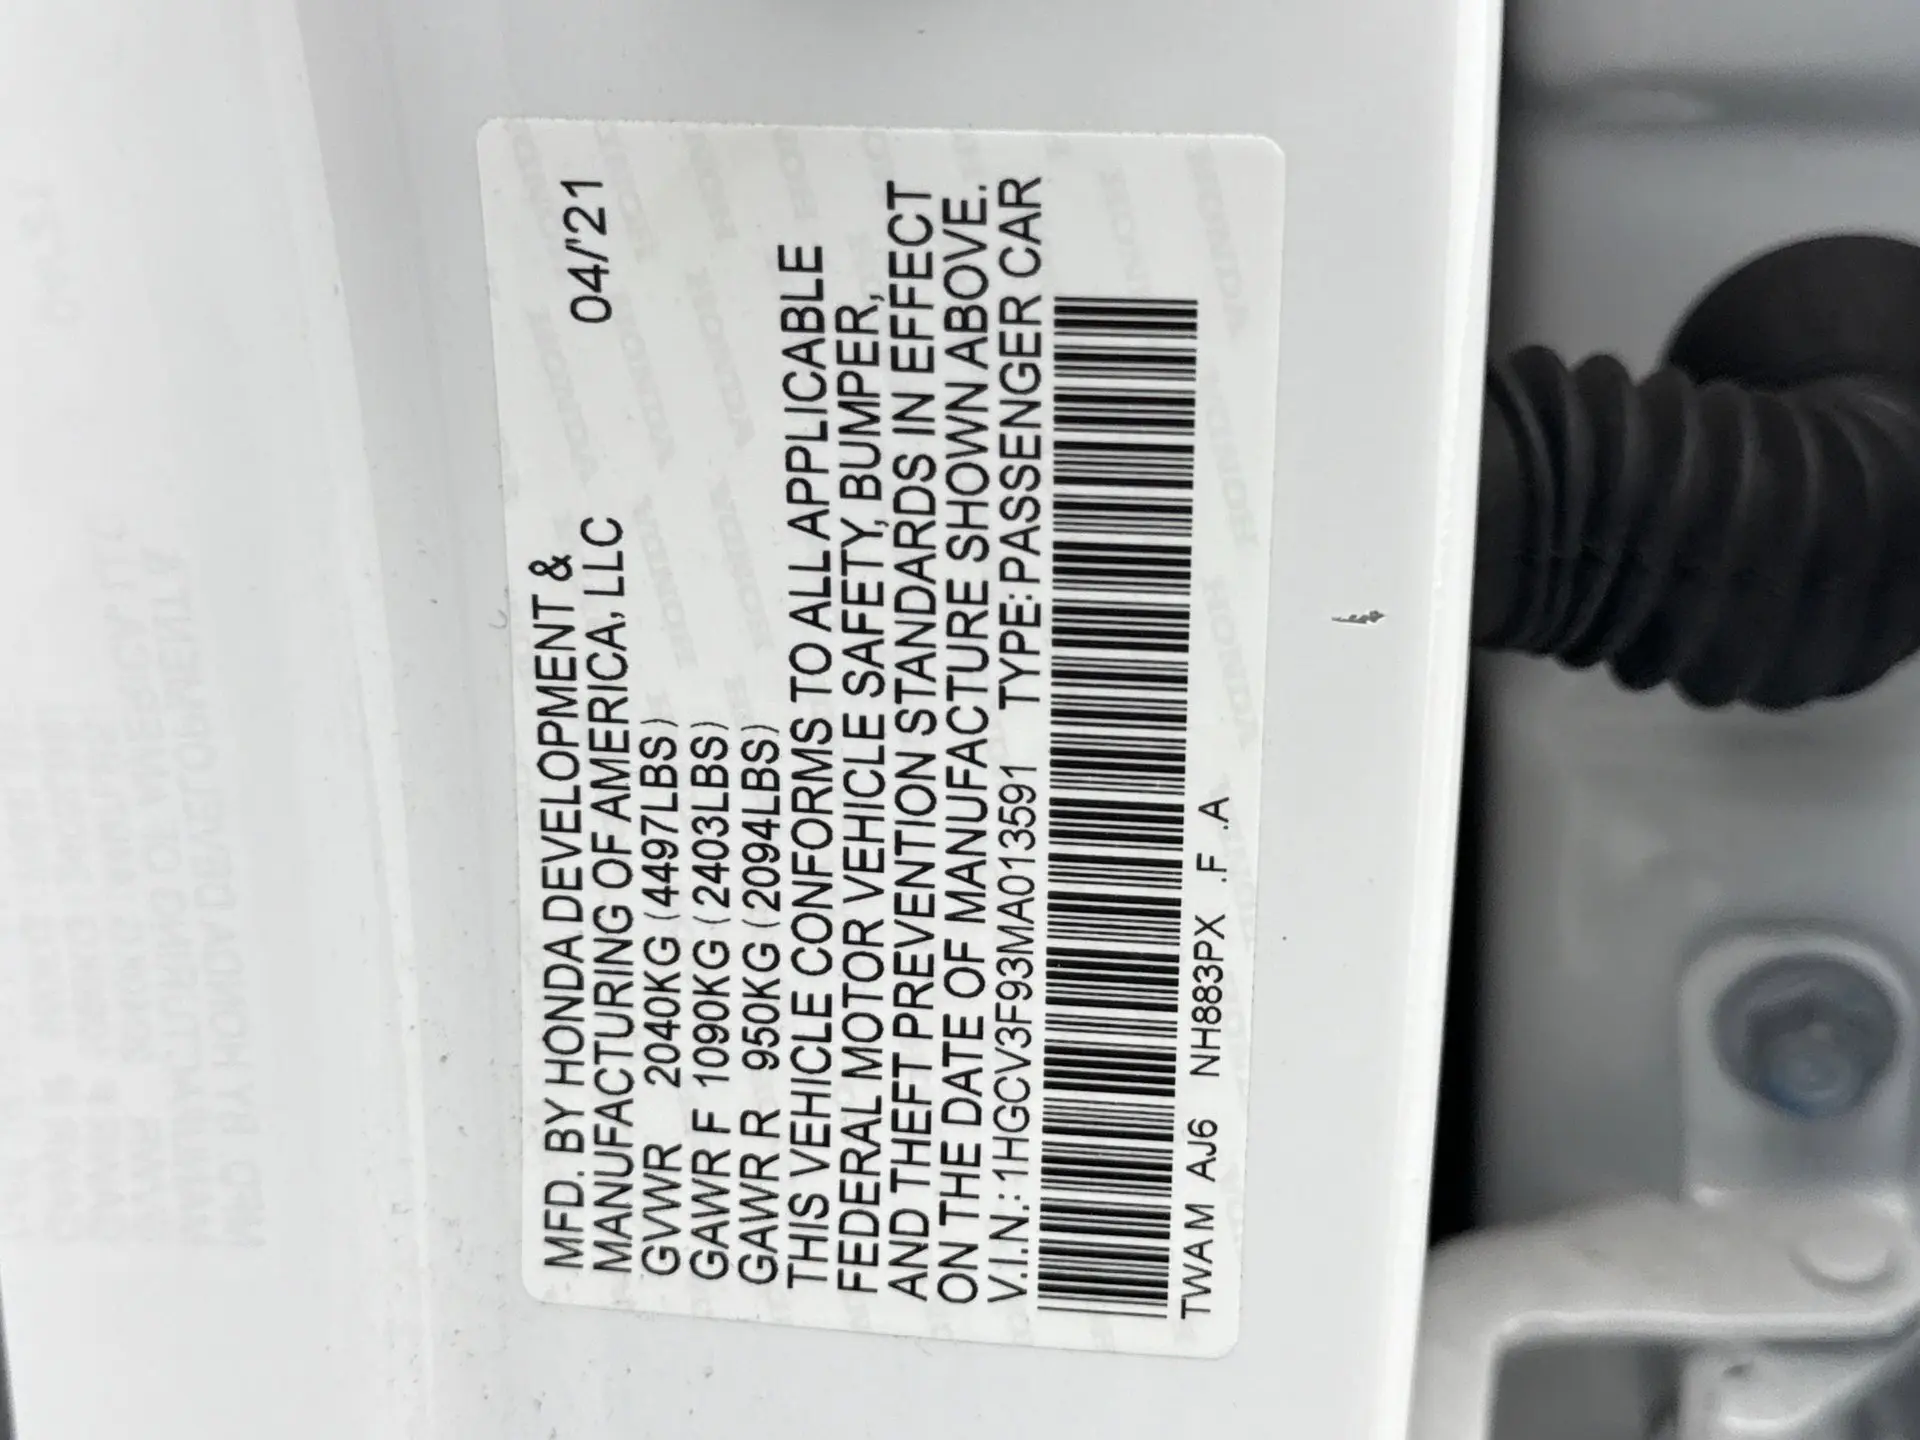 MFD. BY HONDA DEVELOPMENT &
MANUFACTURING OF AMERICA, LLC 04/'21
GVWR 2040KG (4497LBS)
GAWR F 1090KG (2403LBS)
GAWR R 950KG (2094LBS)
THIS VEHICLE CONFORMS TO ALL APPLICABLE
FEDERAL MOTOR VEHICLE SAFETY, BUMPER,
AND THEFT PREVENTION STANDARDS IN EFFECT
ON THE DATE OF MANUFACTURE SHOWN ABOVE.
V.I.N.: 1HGCV3F93MA013591 TYPE: PASSENGER CAR
TWAM AJ6 NH883PX .F .A